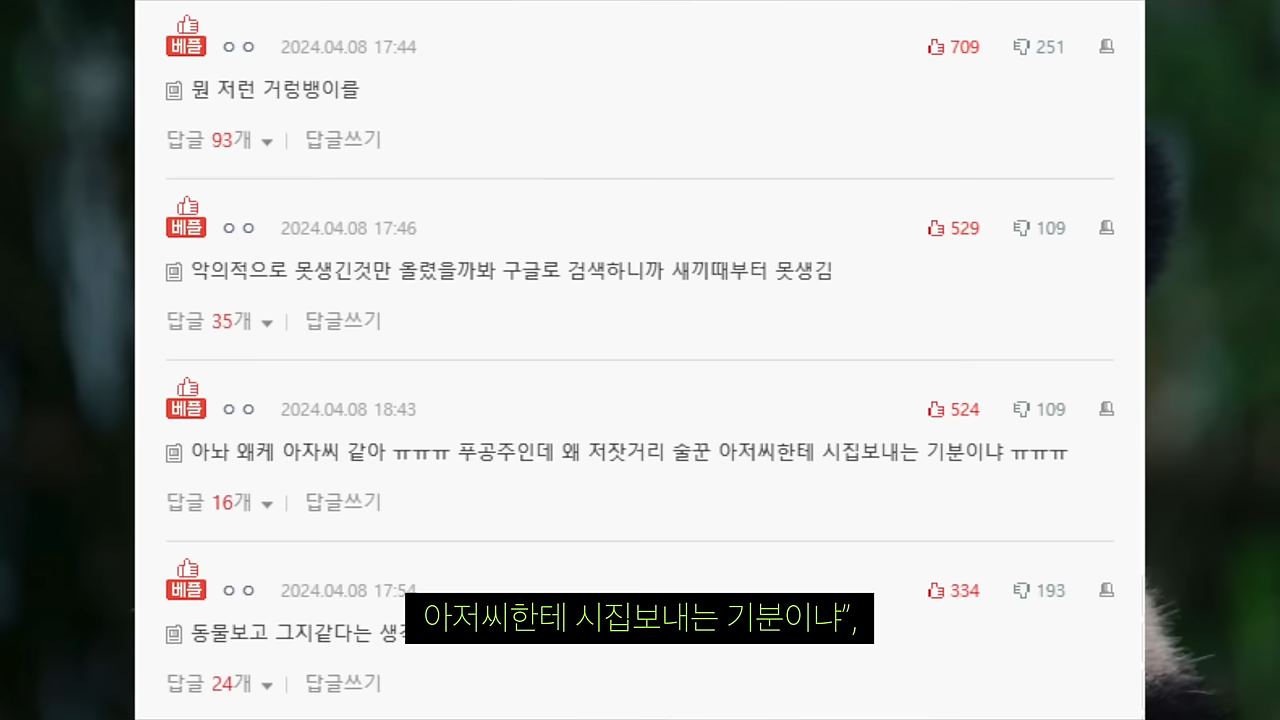 베플 ㅇㅇ 2024.04.08 17:44 709 251
뭔 저런 거렁뱅이를
답글 93개 | 답글쓰기
베플 ㅇㅇ 2024.04.08 17:46 529 109
악의적으로 못생긴것만 올렸을까봐 구글로 검색하니까 새끼때부터 못생김
답글 35개 | 답글쓰기
베플 ㅇㅇ 2024.04.08 18:43 524 109
아놔 왜케 아자씨 같아 ㅠㅠㅠ 푸공주인데 왜 저잣거리 술꾼 아저씨한테 시집보내는 기분이냐 ㅠㅠㅠ
답글 16개 | 답글쓰기
베플 ㅇㅇ 2024.04.08 17:54 334 193
동물보고 그지같다는
아저씨한테 시집보내는 기분이냐”,
답글 24개 | 답글쓰기